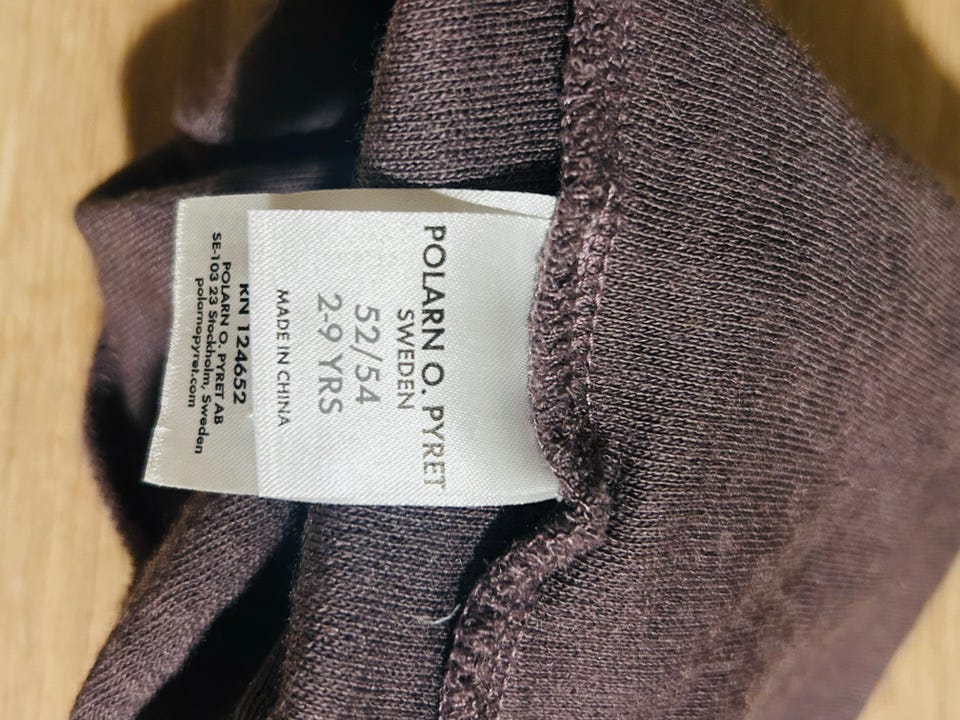 POLARN O. PYRET
SWEDEN
52/54
2-9 YRS
MADE IN CHINA
KN 124652
POLARN O. PYRET AB
SE-103 23 Stockholm, Sweden
polarnopyret.com